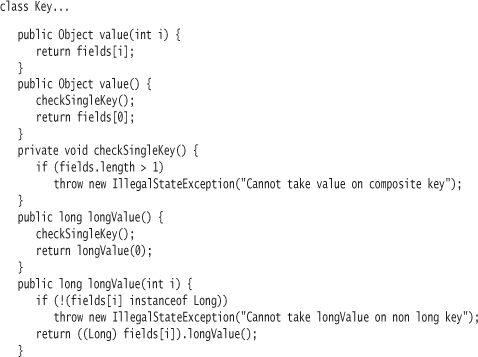 class Key...
public Object value(int i) {
return fields[i];
}
public Object value() {
checkSingleKey();
return fields[0];
}
private void checkSingleKey() {
if (fields.length > 1)
throw new IllegalStateException("Cannot take value on composite key");
}
public long longValue() {
checkSingleKey();
return longValue(0);
}
public long longValue(int i) {
if (!(fields[i] instanceof Long))
throw new IllegalStateException("Cannot take longValue on non long key");
return ((Long) fields[i]).longValue();
}